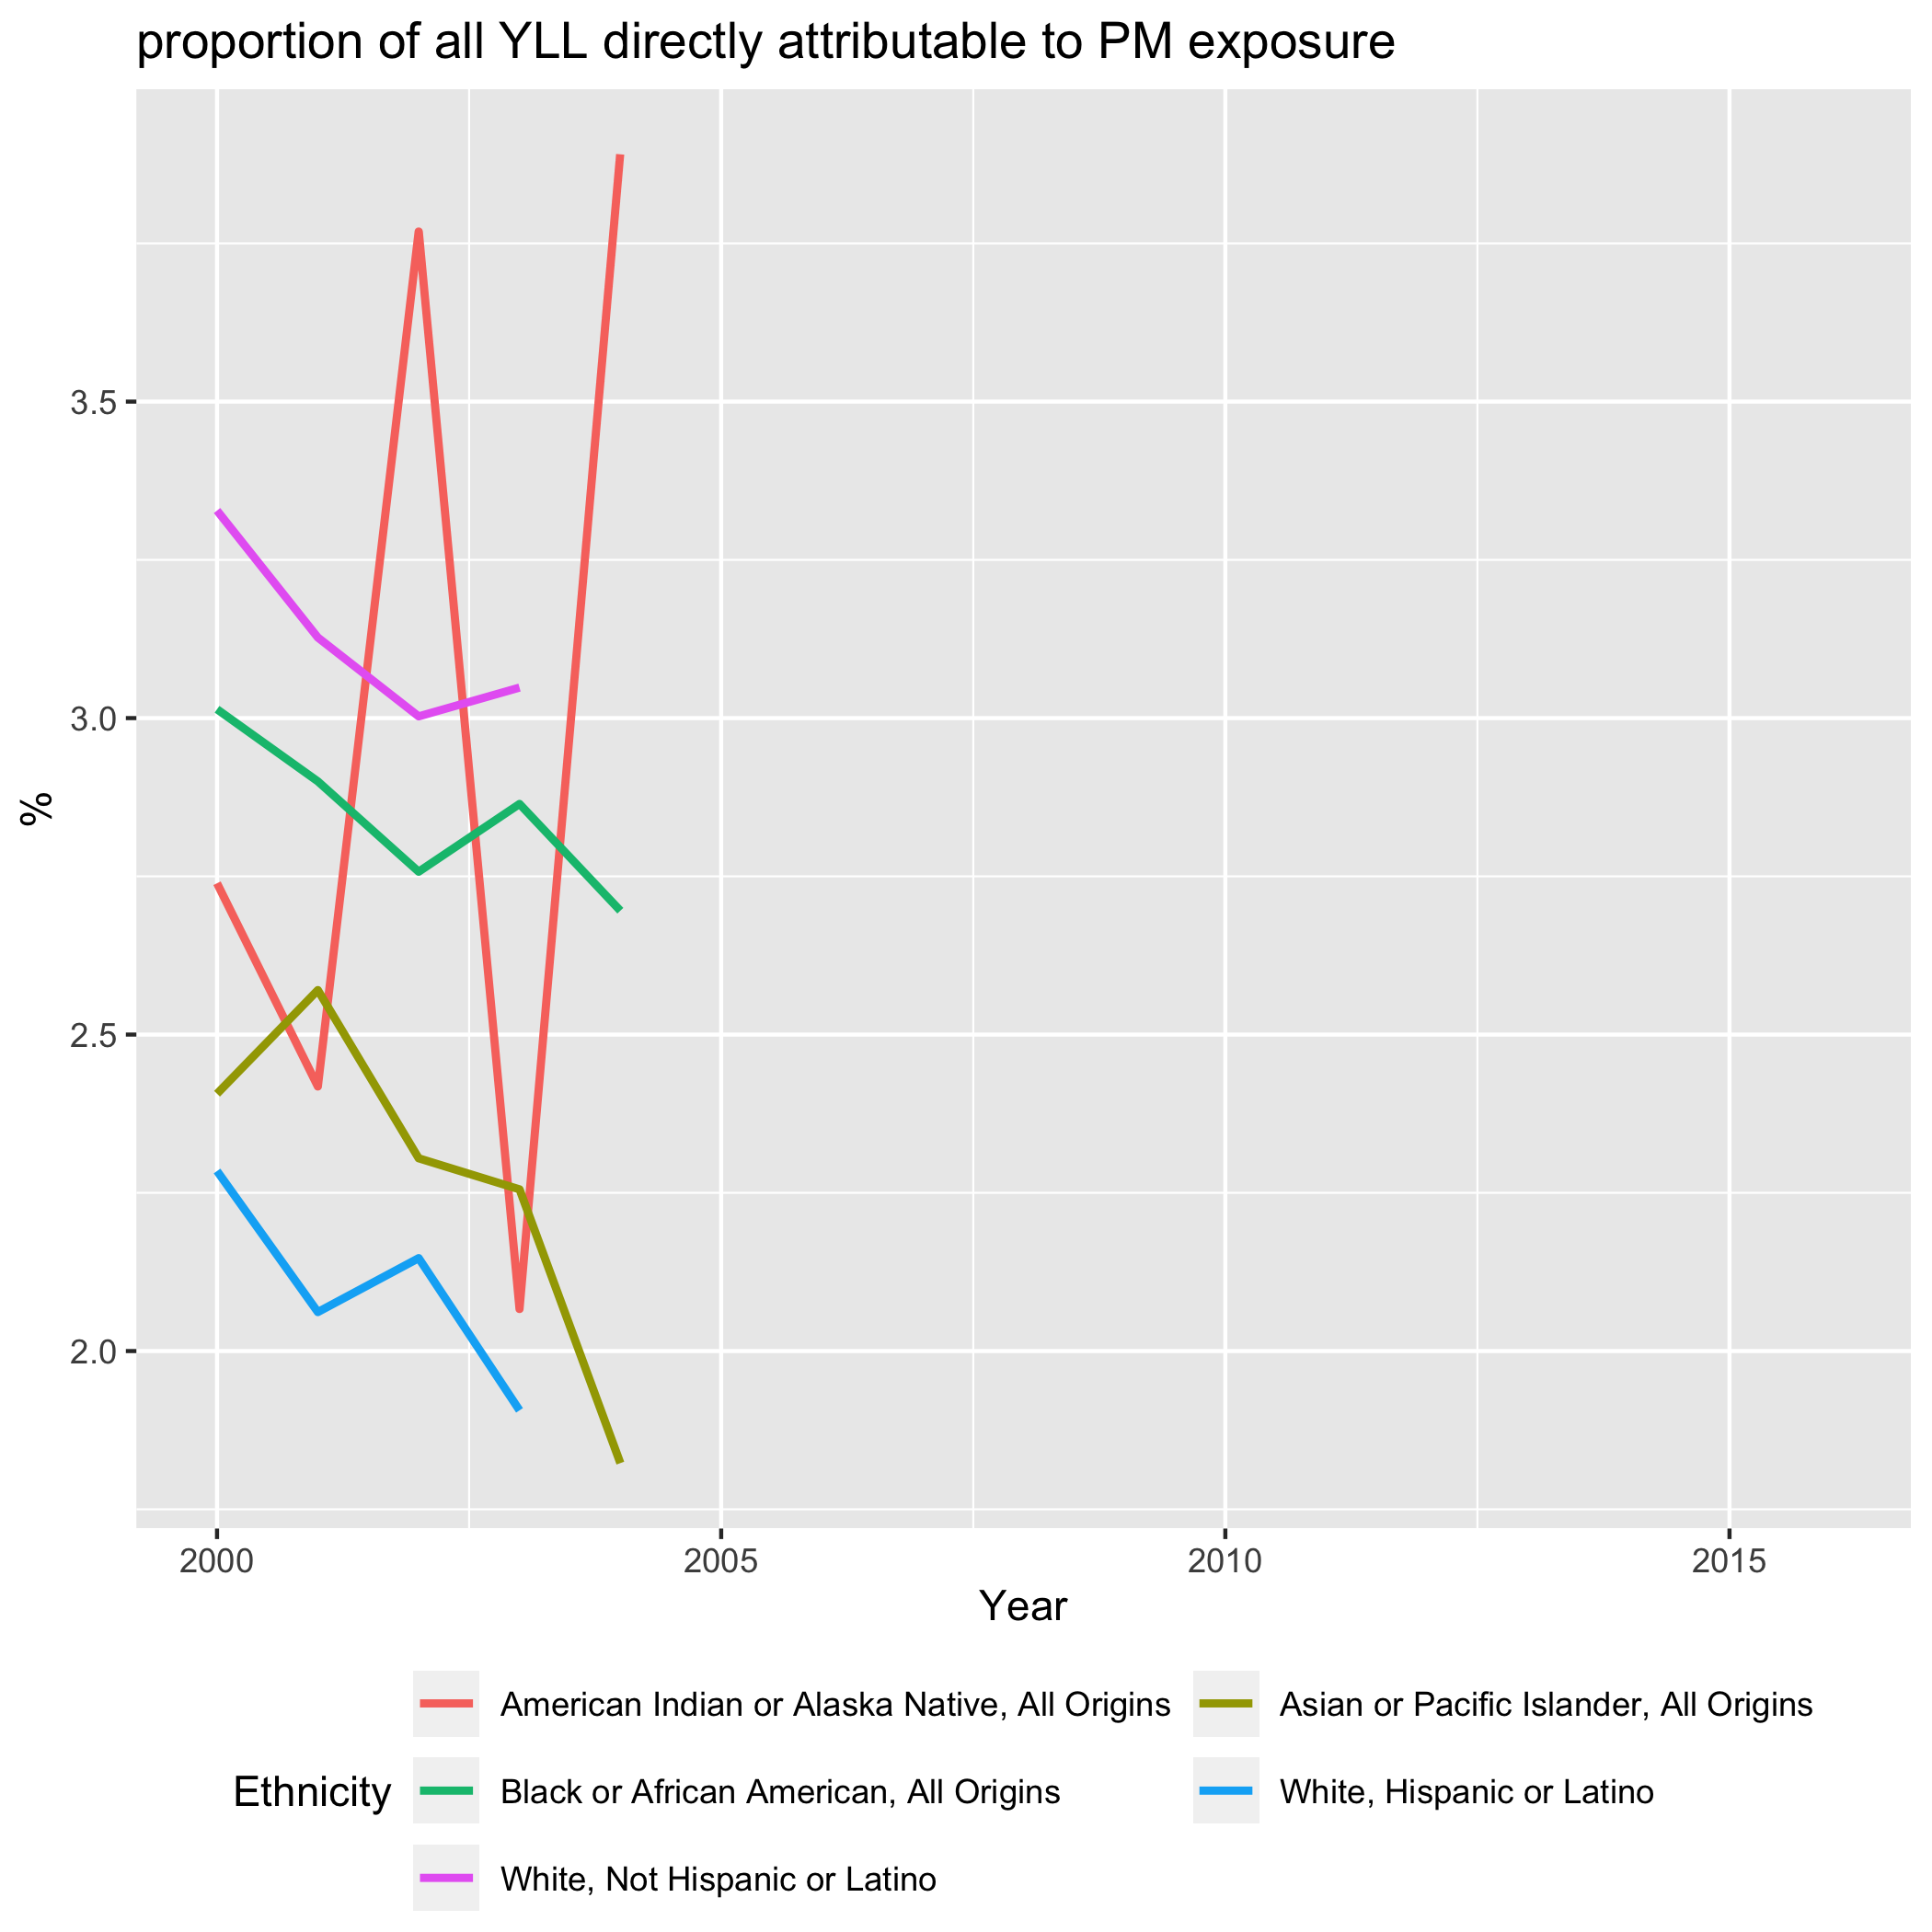 proportion of all YLL directly attributable to PM exposure
3.5
3.0
2.5
2.0
%
2000 2005 2010 2015
Year
Ethnicity
American Indian or Alaska Native, All Origins
Asian or Pacific Islander, All Origins
Black or African American, All Origins
White, Hispanic or Latino
White, Not Hispanic or Latino